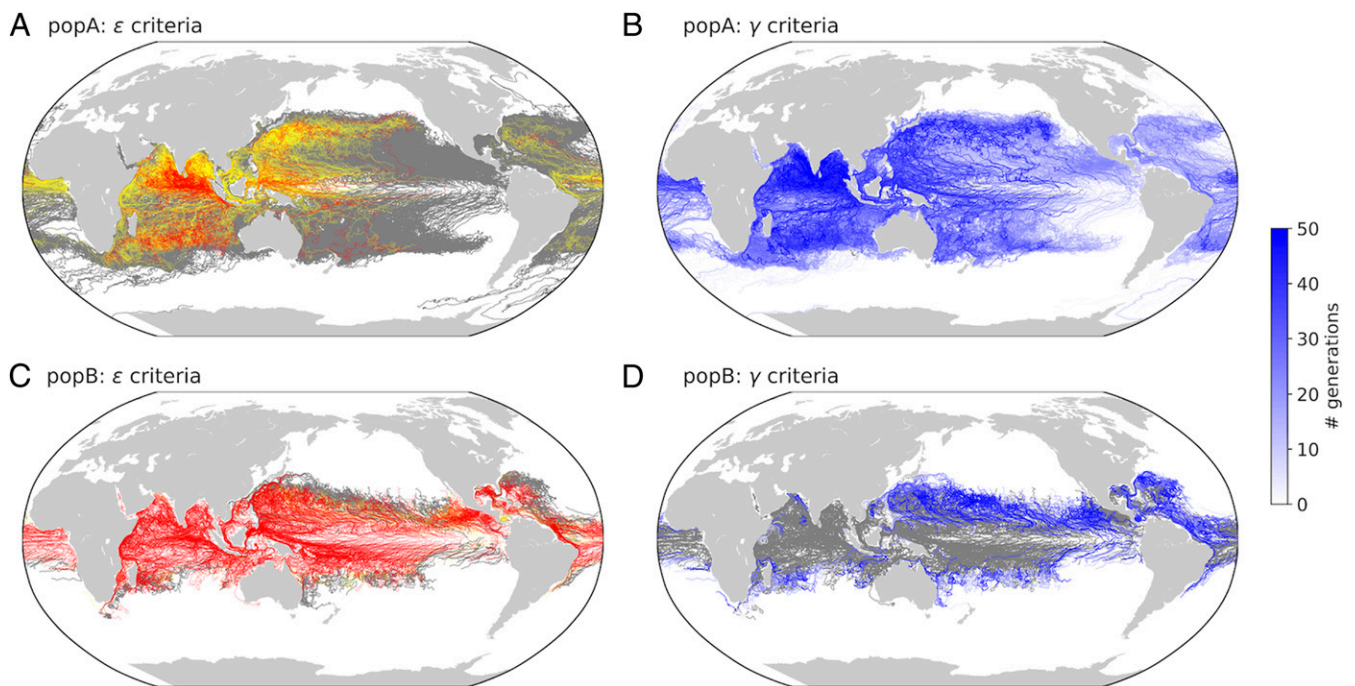 A popA: ε criteria
B popA: γ criteria
C popB: ε criteria
D popB: γ criteria
50
40
30
20
10
0
# generations